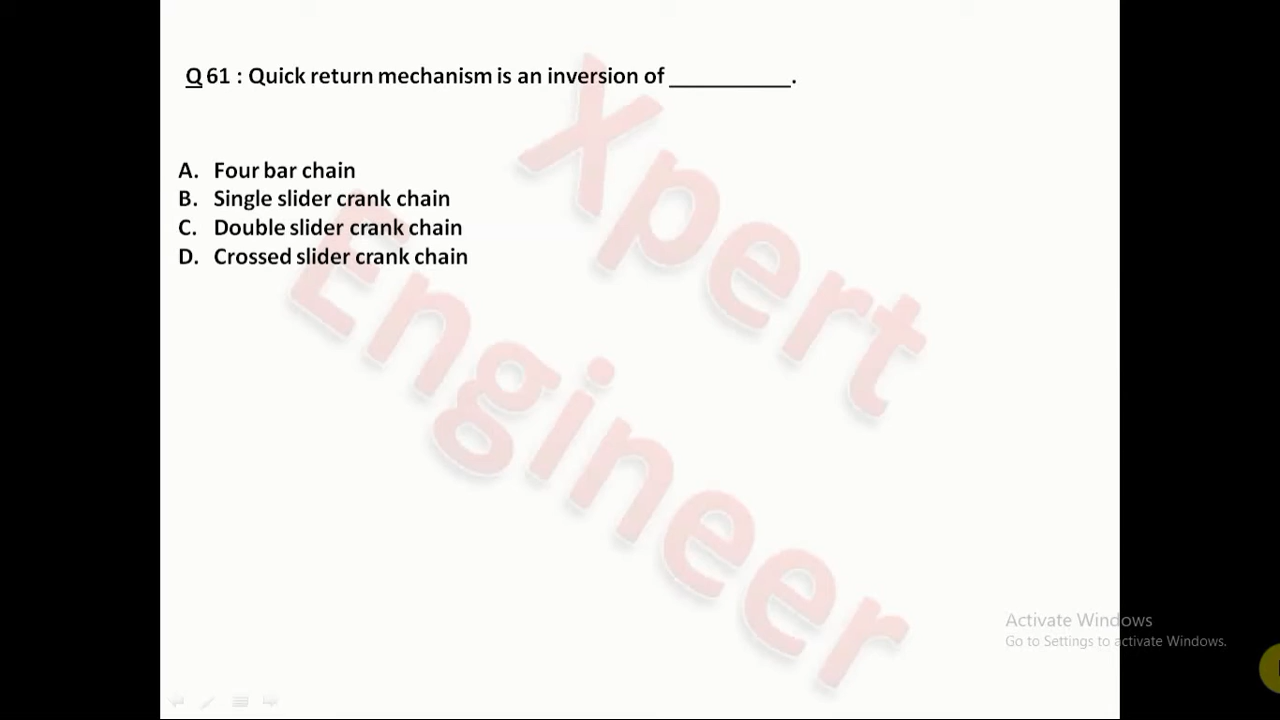 Q 61 : Quick return mechanism is an inversion of __________.
A. Four bar chain
B. Single slider crank chain
C. Double slider crank chain
D. Crossed slider crank chain
Xpert
Engineer
Activate Windows
Go to Settings to activate Windows.